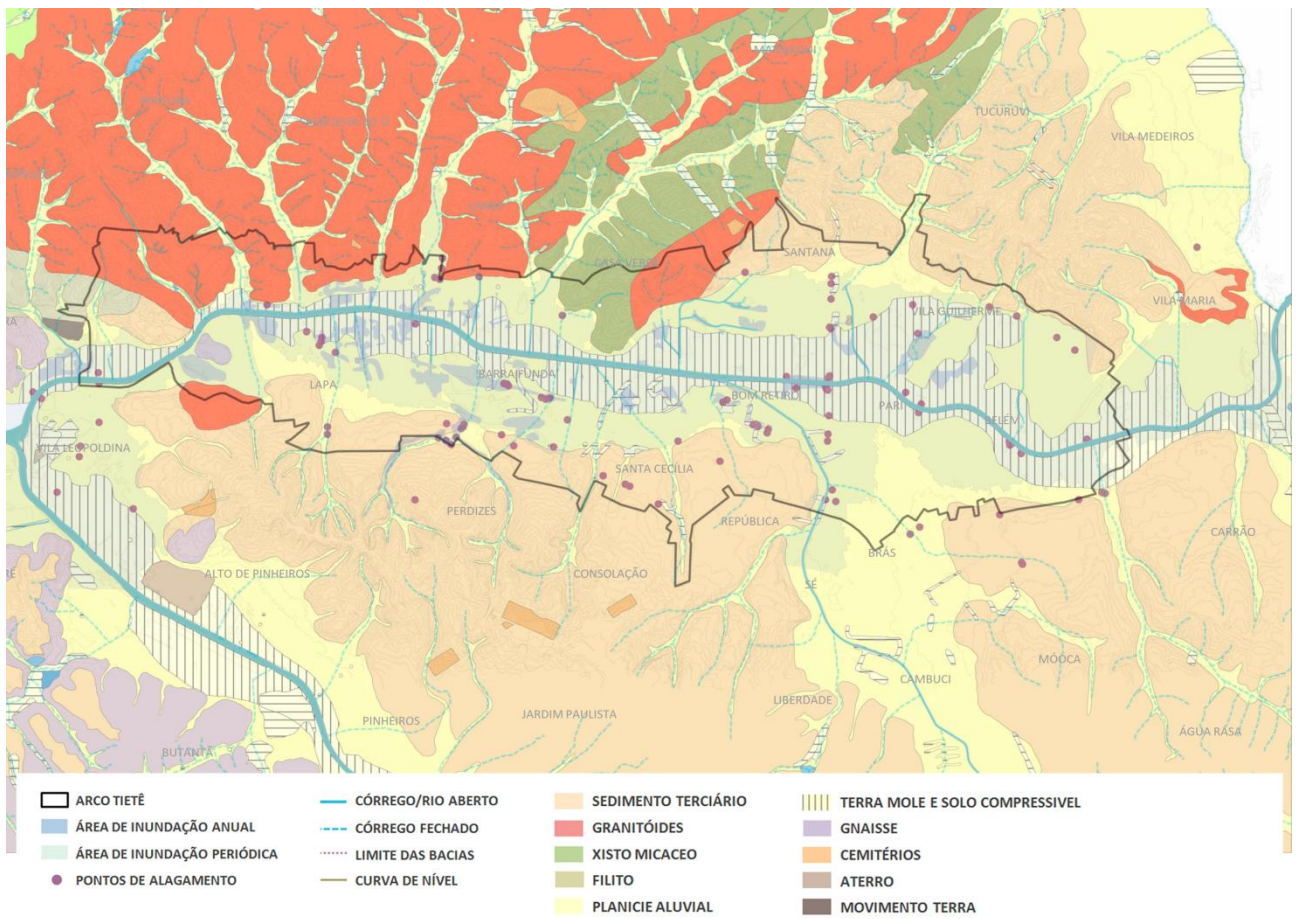 MANDAQUI
TUCURUVI
VILA MEDEIROS
SANTANA
CASA VERDE
VILA MARIA
VILA GUILHERME
LAPA
BARRA FUNDA
BOM RETIRO
PARI
BELÉM
VILA LEOPOLDINA
SANTA CECÍLIA
PERDIZES
REPÚBLICA
CARRÃO
BRÁS
ALTO DE PINHEIROS
CONSOLAÇÃO
SÉ
MÓOCA
CAMBUCI
LIBERDADE
PINHEIROS
JARDIM PAULISTA
ÁGUA RASA
BUTANTÃ
ARCO TIETÊ
ÁREA DE INUNDAÇÃO ANUAL
ÁREA DE INUNDAÇÃO PERIÓDICA
PONTOS DE ALAGAMENTO
CÓRREGO/RIO ABERTO
CÓRREGO FECHADO
LIMITE DAS BACIAS
CURVA DE NÍVEL
SEDIMENTO TERCIÁRIO
GRANITÓIDES
XISTO MICACEO
FILITO
PLANICIE ALUVIAL
TERRA MOLE E SOLO COMPRESSIVEL
GNAISSE
CEMITÉRIOS
ATERRO
MOVIMENTO TERRA